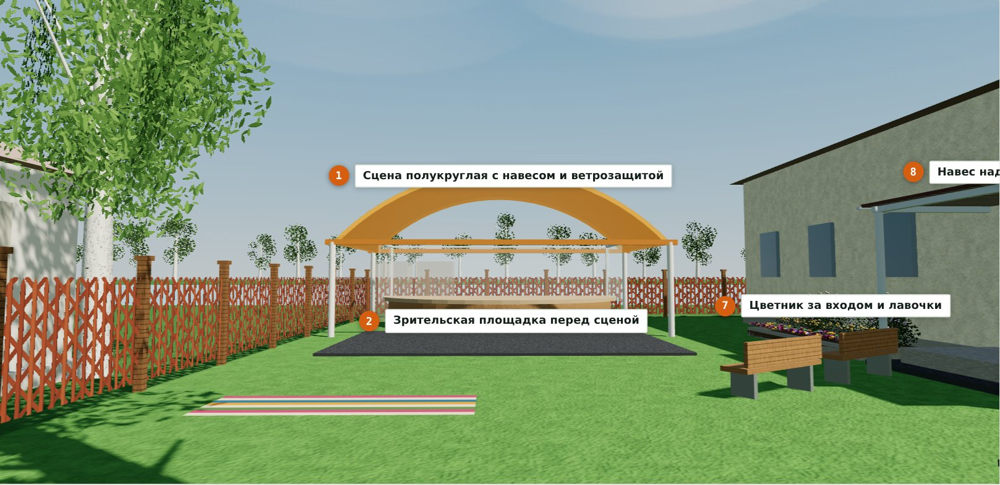 1 Сцена полукруглая с навесом и ветрозащитой
8 Навес над
2 Зрительская площадка перед сценой
7 Цветник за входом и лавочки